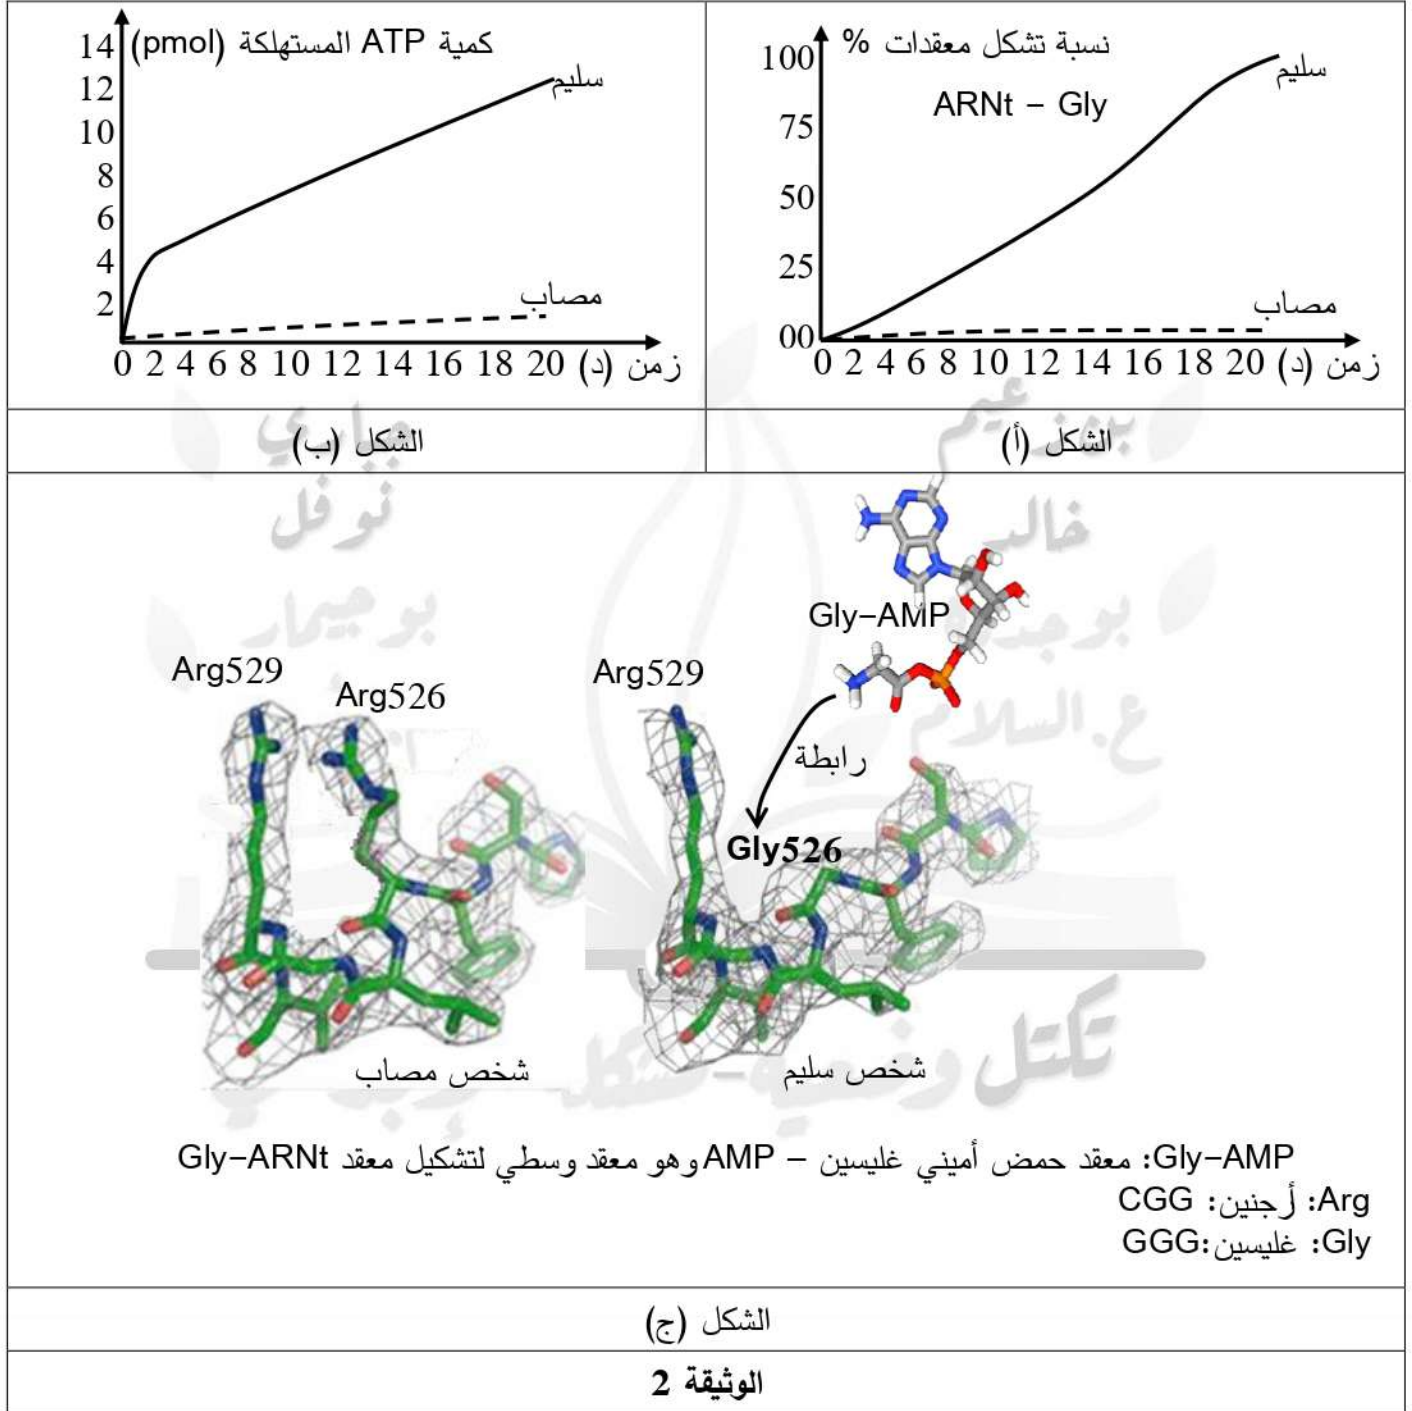 نسبة تشكل معقدات %
ARNt – Gly
سليم
مصاب
100
75
50
25
00
0 2 4 6 8 10 12 14 16 18 20 زمن (د)
كمية ATP المستهلكة (pmol)
سليم
مصاب
14
12
10
8
6
4
2
0 2 4 6 8 10 12 14 16 18 20 زمن (د)
الشكل (أ)
الشكل (ب)
Gly–AMP
رابطة
Arg529
Gly526
شخص سليم
Arg529
Arg526
شخص مصاب
Gly–AMP: معقد حمض أميني غليسين – AMP وهو معقد وسطي لتشكيل معقد Gly–ARNt
Arg: أرجنين: CGG
Gly: غليسين:GGG
الشكل (ج)
الوثيقة 2
خالد
نوفل
بوجيمار
ع.السلام